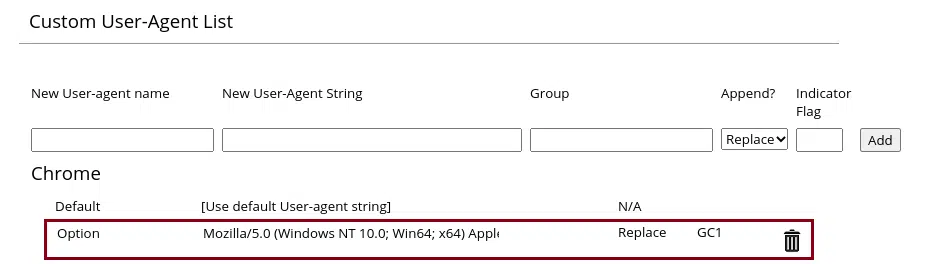 Custom User-Agent List
New User-agent name New User-Agent String Group Append? Indicator Flag
Replace Add
Chrome
Default [Use default User-agent string] N/A
Option Mozilla/5.0 (Windows NT 10.0; Win64; x64) Apple Replace GC1